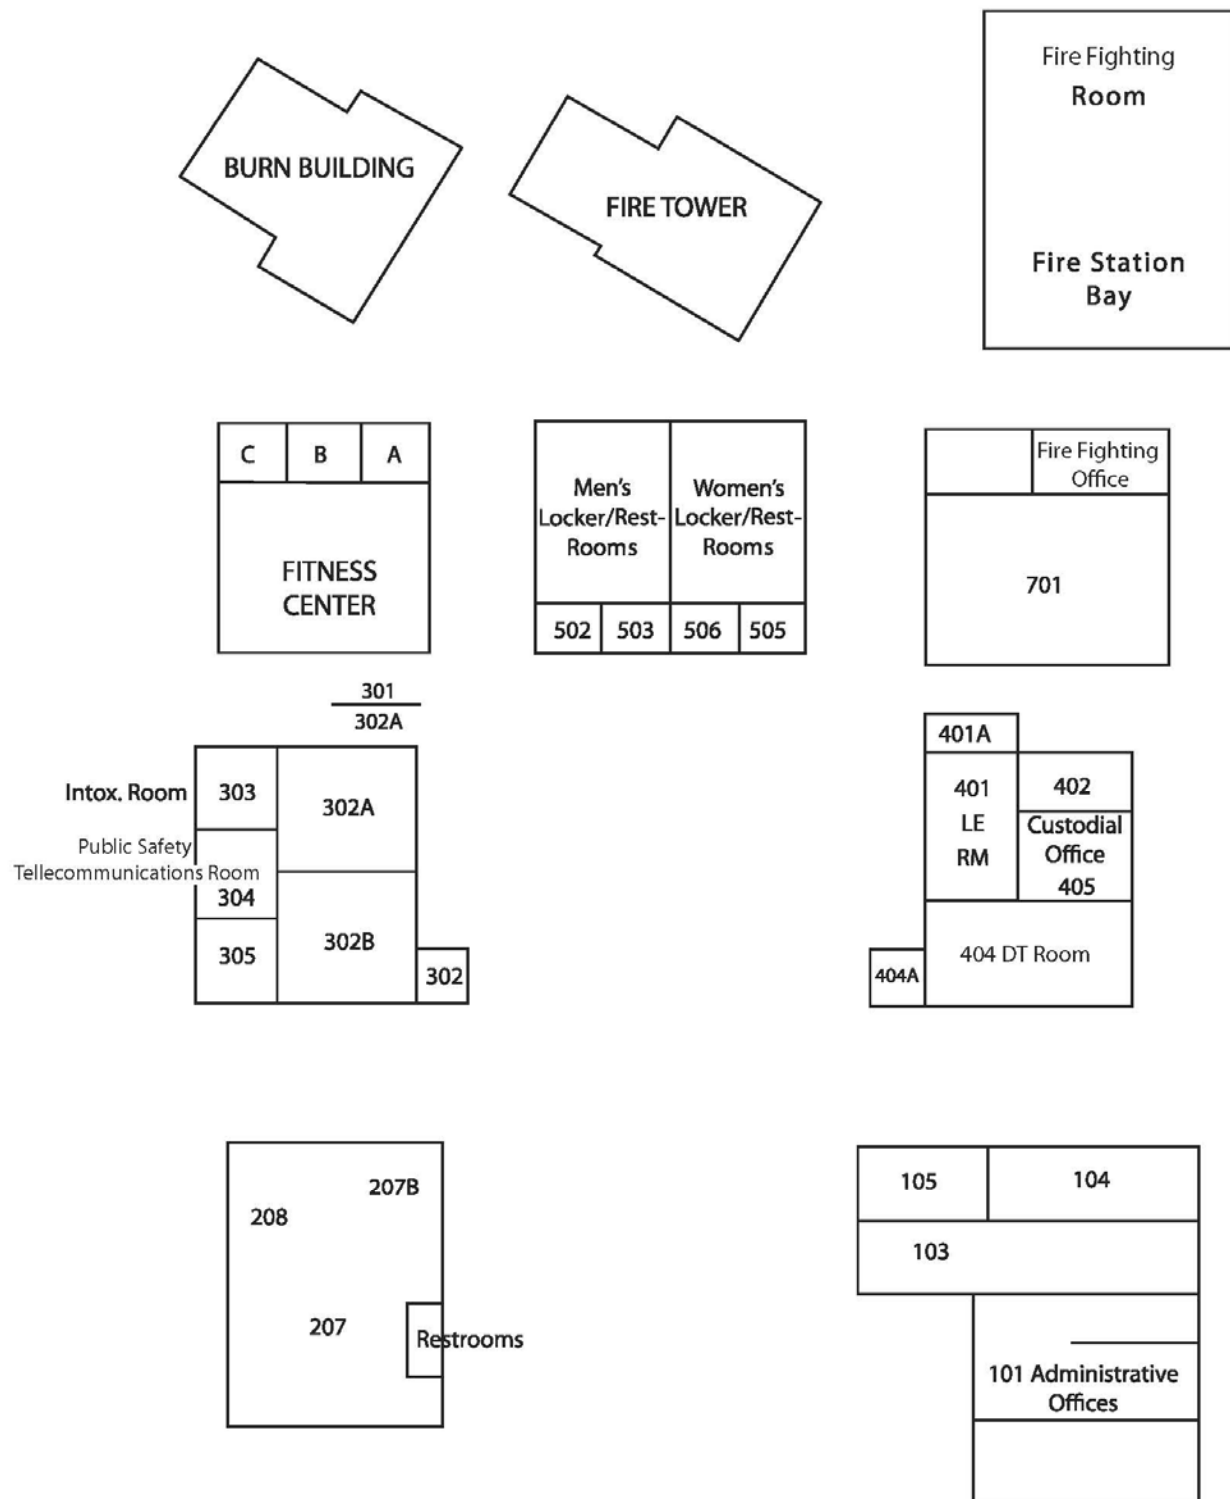 Fire Fighting
Room
BURN BUILDING
FIRE TOWER
Fire Station
Bay
C
B
A
FITNESS
CENTER
Men's
Locker/Rest-
Rooms
Women's
Locker/Rest-
Rooms
502
503
506
505
Fire Fighting
Office
701
301
302A
Intox. Room
303
302A
Public Safety
Tellecommunications Room
304
305
302B
302
401A
401
LE
RM
402
Custodial
Office
405
404 DT Room
404A
207B
208
207
Restrooms
105
104
103
101 Administrative
Offices